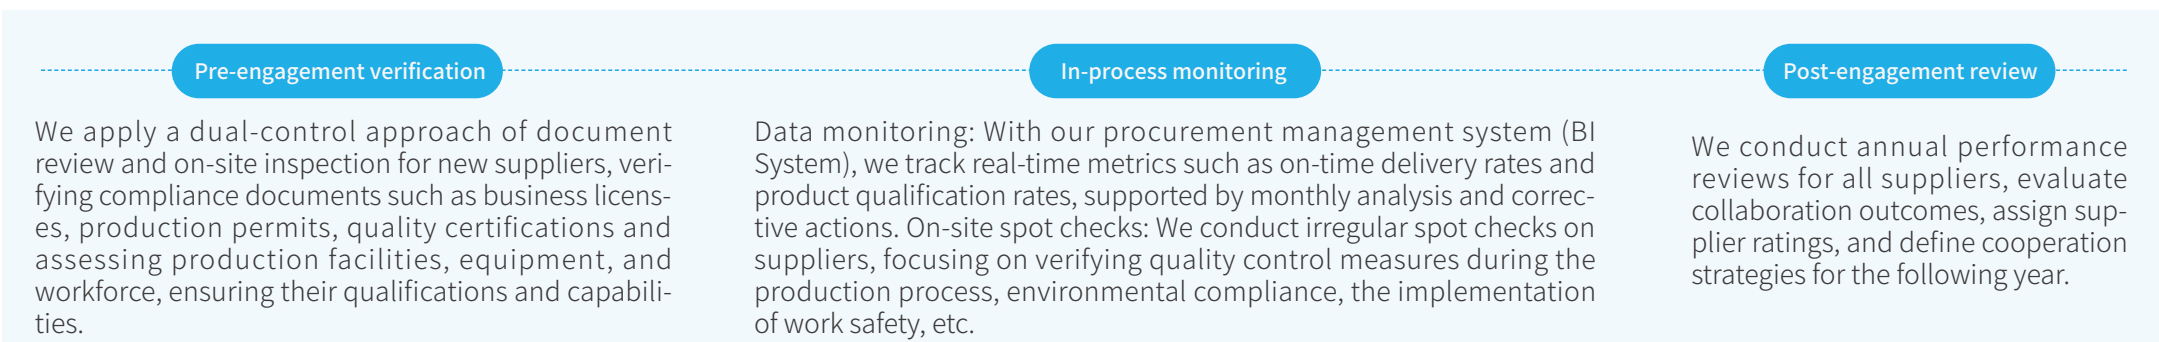 Pre-engagement verification
We apply a dual-control approach of document
review and on-site inspection for new suppliers, veri-
fying compliance documents such as business licens-
es, production permits, quality certifications and
assessing production facilities, equipment, and
workforce, ensuring their qualifications and capabili-
ties.
In-process monitoring
Data monitoring: With our procurement management system (BI
System), we track real-time metrics such as on-time delivery rates and
product qualification rates, supported by monthly analysis and correc-
tive actions. On-site spot checks: We conduct irregular spot checks on
suppliers, focusing on verifying quality control measures during the
production process, environmental compliance, the implementation
of work safety, etc.
Post-engagement review
We conduct annual performance
reviews for all suppliers, evaluate
collaboration outcomes, assign sup-
plier ratings, and define cooperation
strategies for the following year.